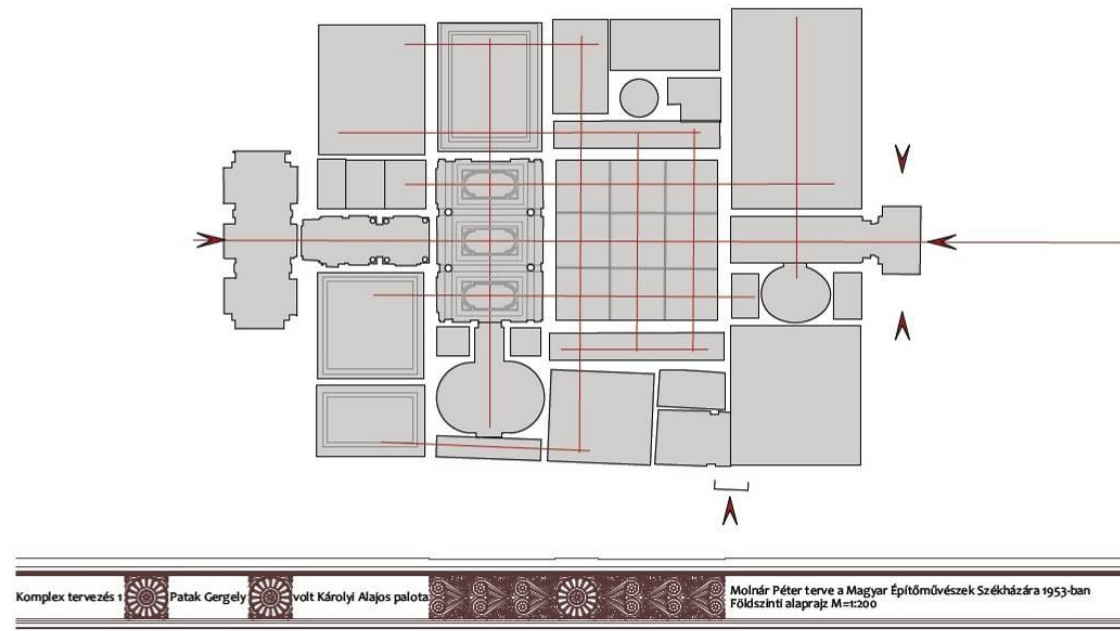 Komplex tervezés 1
Patak Gergely
volt Károlyi Alajos palota
Molnár Péter terve a Magyar Építőművészek Székházára 1953-ban
Földszinti alaprajz M=1:200